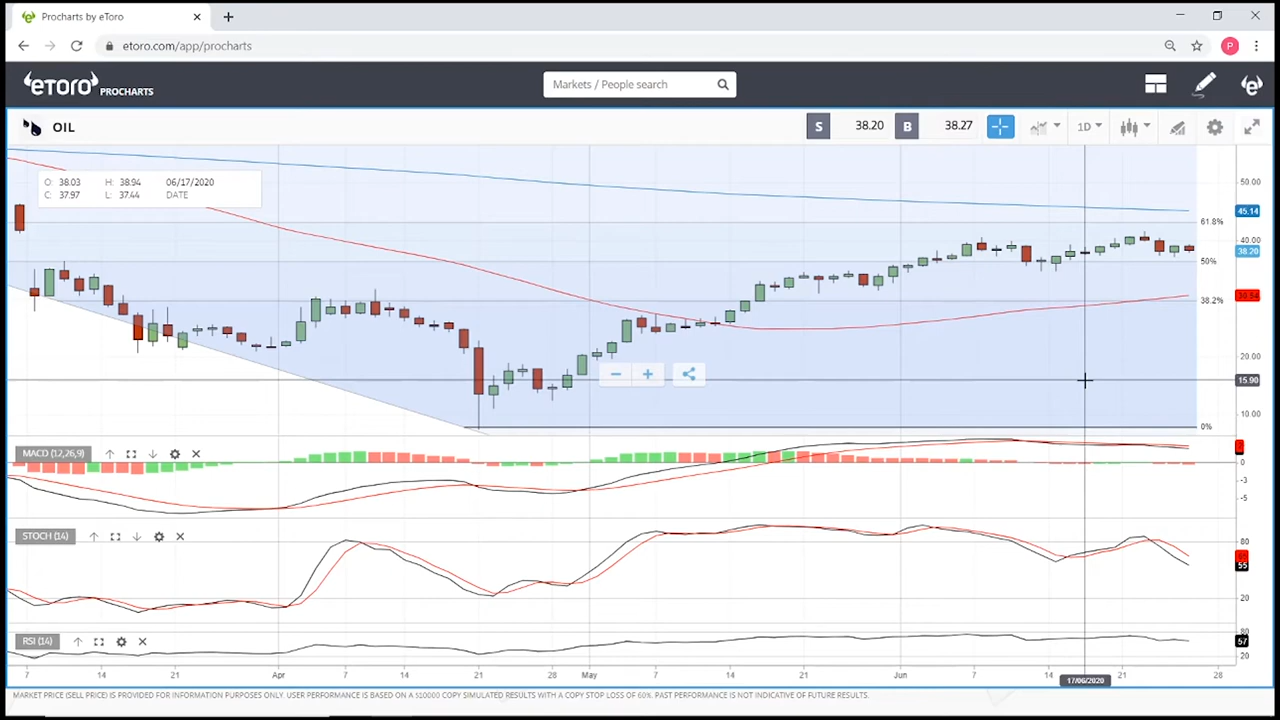 Procharts by eToro
etoro.com/app/procharts
P
eToro PROCHARTS
Markets / People search
OIL
S 38.20 B 38.27
1D
O: 38.03 H: 38.94 06/17/2020
C: 37.97 L: 37.44 DATE
50.00
45.14
61.8%
40.00
38.20
50%
30.54
38.2%
20.00
15.90
10.00
0%
MACD (12,26,9)
0
-3
-5
STOCH (14)
80
55
20
RSI (14)
80
57
20
7 14 21 Apr 7 14 21 28 May 7 14 21 Jun 7 14 17/06/2020 21 28
MARKET PRICE (SELL PRICE) IS PROVIDED FOR INFORMATION PURPOSES ONLY. USER PERFORMANCE IS BASED ON A $10000 COPY SIMULATED RESULTS WITH A COPY STOP LOSS OF 60%. PAST PERFORMANCE IS NOT INDICATIVE OF FUTURE RESULTS.